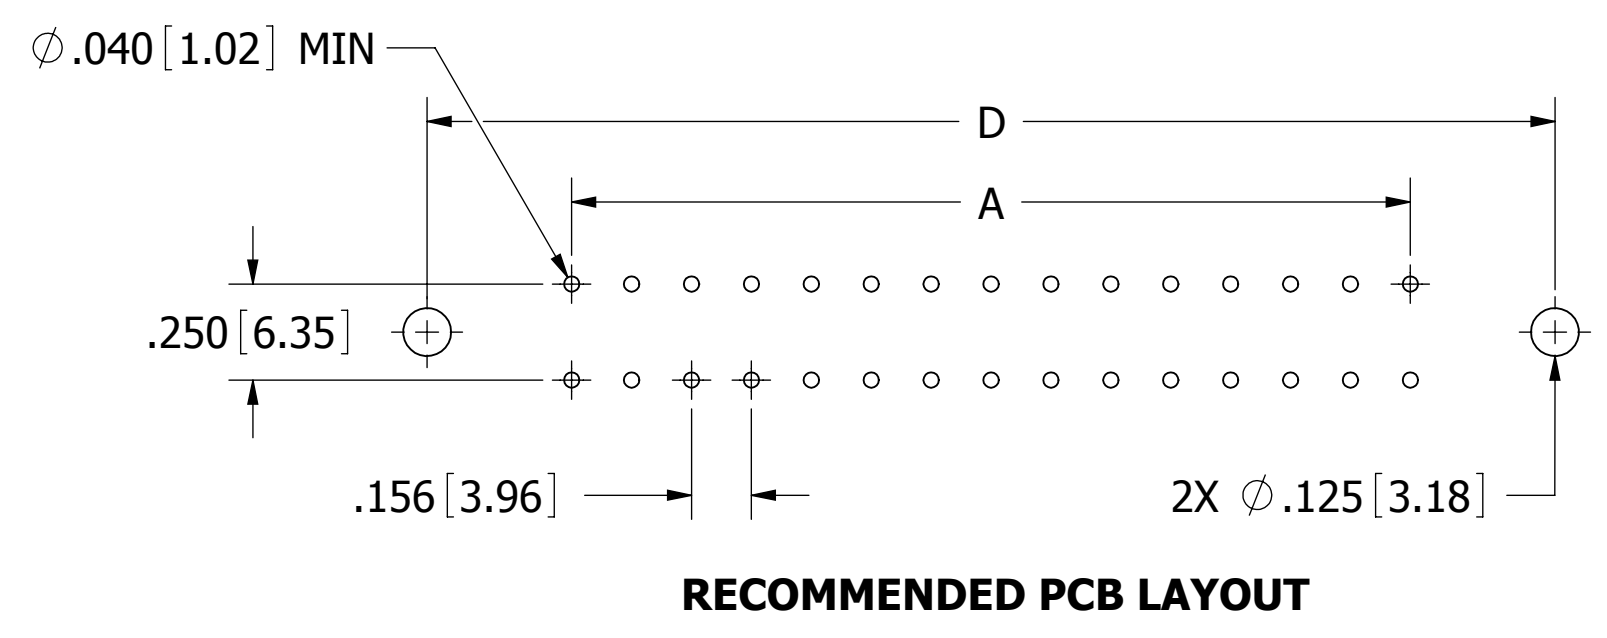 ⌀.040[1.02] MIN
D
A
.250[6.35]
.156[3.96]
2X ⌀.125[3.18]
RECOMMENDED PCB LAYOUT